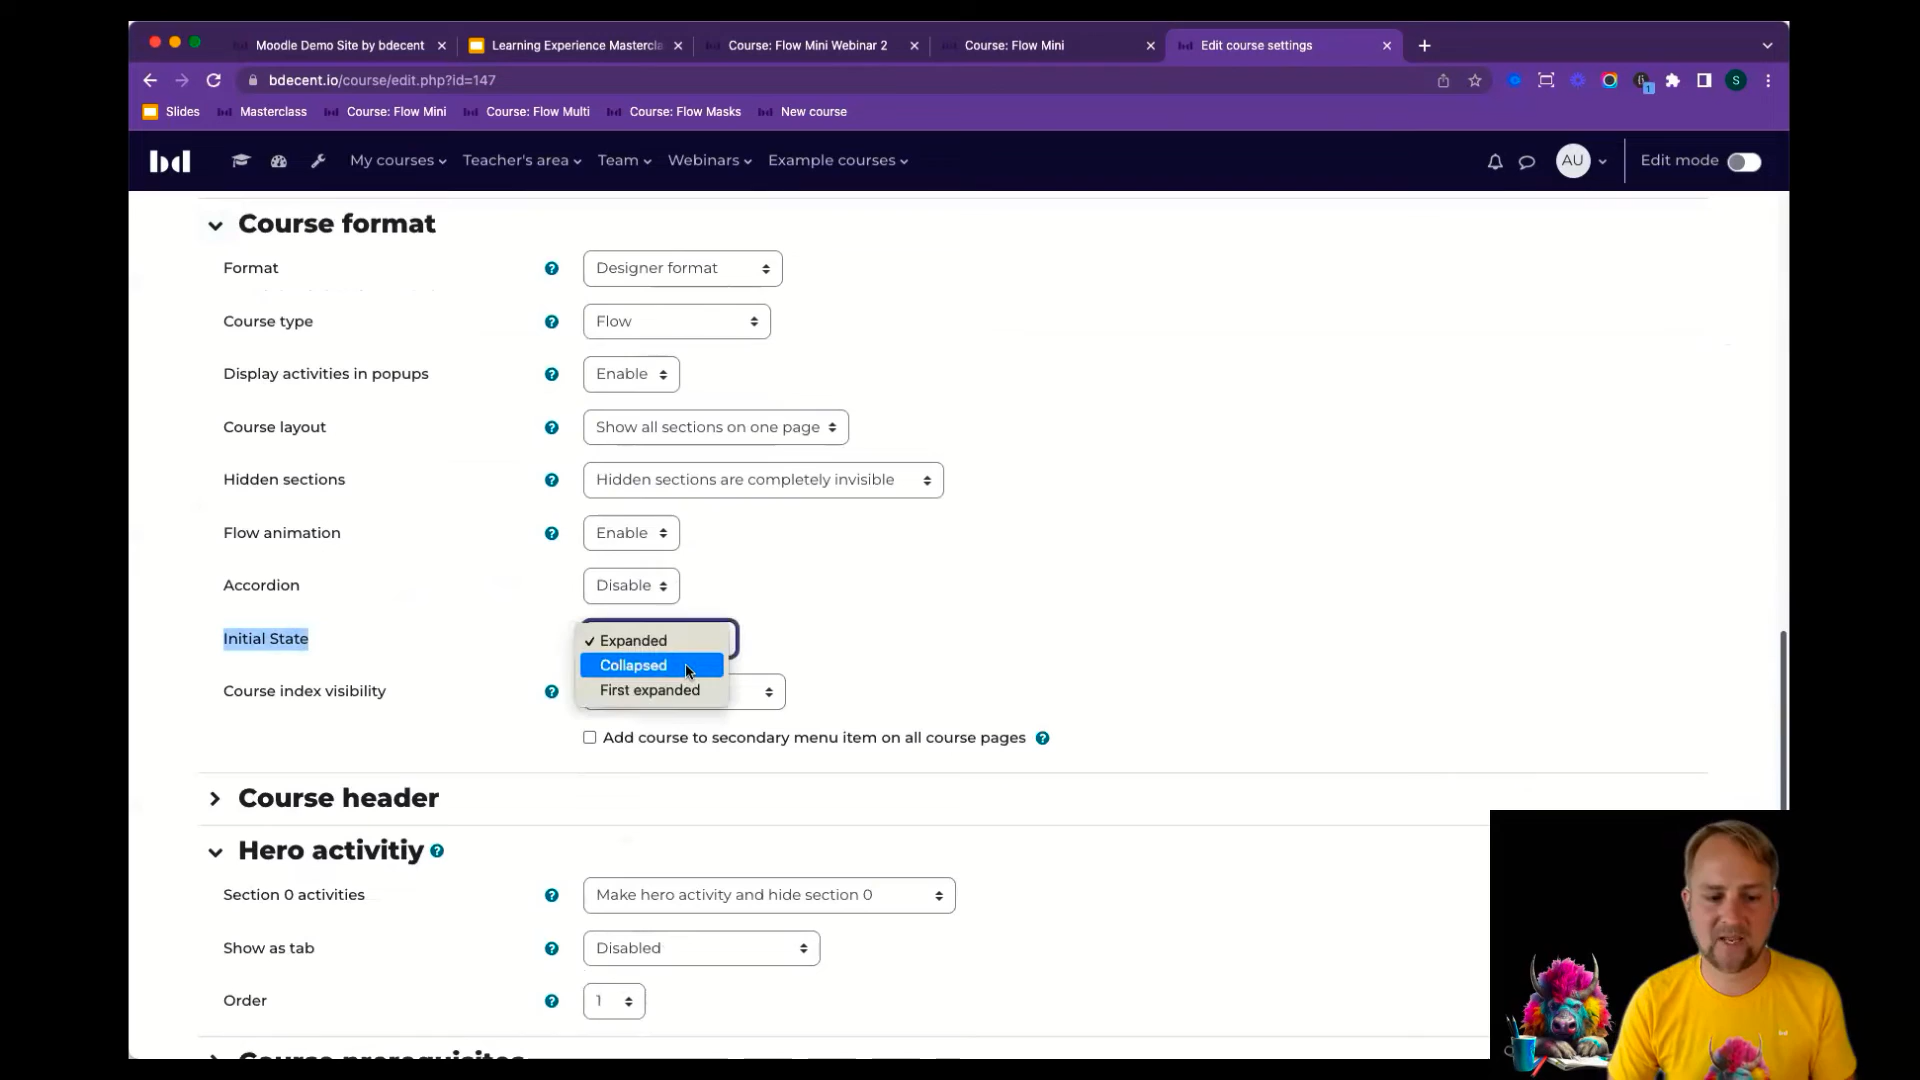 Moodle Demo Site by bdecent
Learning Experience Mastercla
Course: Flow Mini Webinar 2
Course: Flow Mini
Edit course settings
bdecent.io/course/edit.php?id=147
1
S
Slides
Masterclass
Course: Flow Mini
Course: Flow Multi
Course: Flow Masks
New course
bd
My courses
Teacher's area
Team
Webinars
Example courses
AU
Edit mode
Course format
Format
Designer format
Course type
Flow
Display activities in popups
Enable
Course layout
Show all sections on one page
Hidden sections
Hidden sections are completely invisible
Flow animation
Enable
Accordion
Disable
Initial State
✓ Expanded
Collapsed
First expanded
Course index visibility
Add course to secondary menu item on all course pages
Course header
Hero activitiy
Section 0 activities
Make hero activity and hide section 0
Show as tab
Disabled
Order
1
Course prerequisites